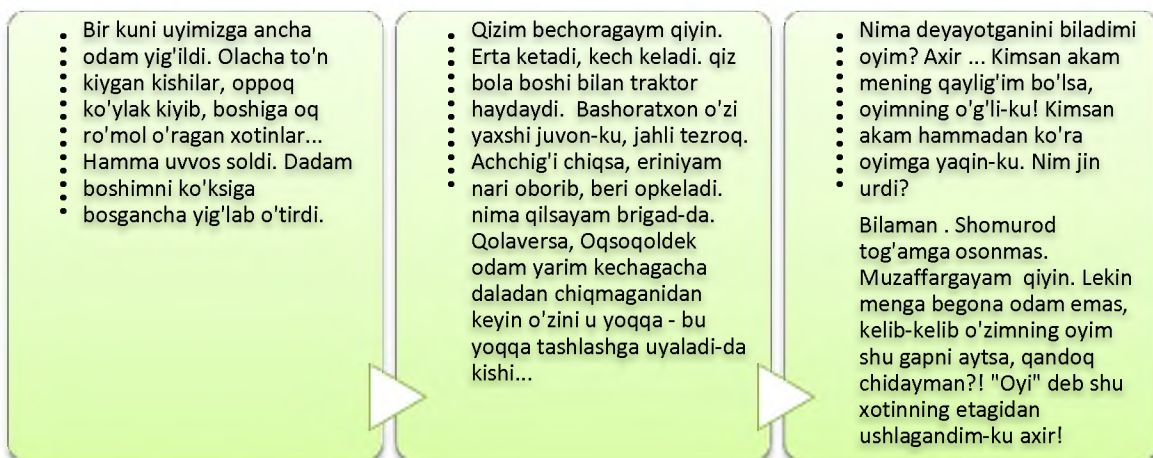 Bir kuni uyimizga ancha
odam yig'ildi. Olacha to'n
kiygan kishilar, oppoq
ko'ylak kiyib, boshiga oq
ro'mol o'ragan xotinlar...
Hamma uvvos soldi. Dadam
boshimni ko'ksiga
bosgancha yig'lab o'tirdi.
Qizim bechoragaym qiyin.
Erta ketadi, kech keladi. qiz
bola boshi bilan traktor
haydaydi. Bashoratxon o'zi
yaxshi juvon-ku, jahli tezroq.
Achchig'i chiqsa, eriniyam
nari oborib, beri opkeladi.
nima qilsayam brigad-da.
Qolaversa, Oqsoqoldek
odam yarim kechagacha
daladan chiqmaganidan
keyin o'zini u yoqqa - bu
yoqqa tashlashga uyaladi-da
kishi...
Nima deyayotganini biladimi
oyim? Axir ... Kimsan akam
mening qaylig'im bo'lsa,
oyimning o'g'li-ku! Kimsan
akam hammadan ko'ra
oyimga yaqin-ku. Nim jin
urdi?
Bilaman . Shomurod
tog'amga osonmas.
Muzaffargayam qiyin. Lekin
menga begona odam emas,
kelib-kelib o'zimning oyim
shu gapni aytsa, qandoq
chidayman?! "Oyi" deb shu
xotinning etagidan
ushlagandim-ku axir!